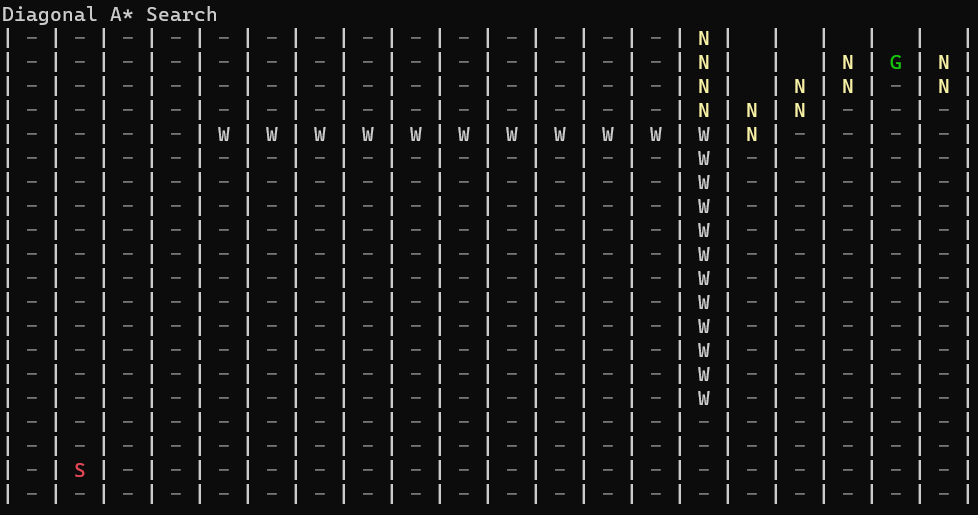 Diagonal A* Search
| – | – | – | – | – | – | – | – | – | – | – | – | – | – | N |   |   |   |   |   |
| – | – | – | – | – | – | – | – | – | – | – | – | – | – | N |   |   | N | G | N |
| – | – | – | – | – | – | – | – | – | – | – | – | – | – | N |   | N | N | – | N |
| – | – | – | – | – | – | – | – | – | – | – | – | – | – | N | N | N | – | – | – |
| – | – | – | – | W | W | W | W | W | W | W | W | W | W | W | N | – | – | – | – |
| – | – | – | – | – | – | – | – | – | – | – | – | – | – | W | – | – | – | – | – |
| – | – | – | – | – | – | – | – | – | – | – | – | – | – | W | – | – | – | – | – |
| – | – | – | – | – | – | – | – | – | – | – | – | – | – | W | – | – | – | – | – |
| – | – | – | – | – | – | – | – | – | – | – | – | – | – | W | – | – | – | – | – |
| – | – | – | – | – | – | – | – | – | – | – | – | – | – | W | – | – | – | – | – |
| – | – | – | – | – | – | – | – | – | – | – | – | – | – | W | – | – | – | – | – |
| – | – | – | – | – | – | – | – | – | – | – | – | – | – | W | – | – | – | – | – |
| – | – | – | – | – | – | – | – | – | – | – | – | – | – | W | – | – | – | – | – |
| – | – | – | – | – | – | – | – | – | – | – | – | – | – | W | – | – | – | – | – |
| – | – | – | – | – | – | – | – | – | – | – | – | – | – | W | – | – | – | – | – |
| – | – | – | – | – | – | – | – | – | – | – | – | – | – | W | – | – | – | – | – |
| – | – | – | – | – | – | – | – | – | – | – | – | – | – | – | – | – | – | – | – |
| – | – | – | – | – | – | – | – | – | – | – | – | – | – | – | – | – | – | – | – |
| – | S | – | – | – | – | – | – | – | – | – | – | – | – | – | – | – | – | – | – |
| – | – | – | – | – | – | – | – | – | – | – | – | – | – | – | – | – | – | – | – |